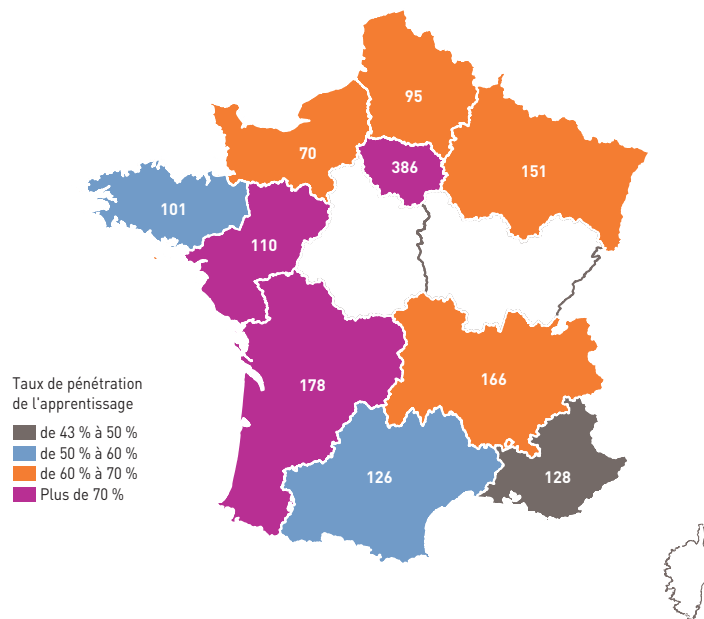 95
70
386
151
101
110
178
166
126
128
Taux de pénétration
de l'apprentissage
de 43 % à 50 %
de 50 % à 60 %
de 60 % à 70 %
Plus de 70 %